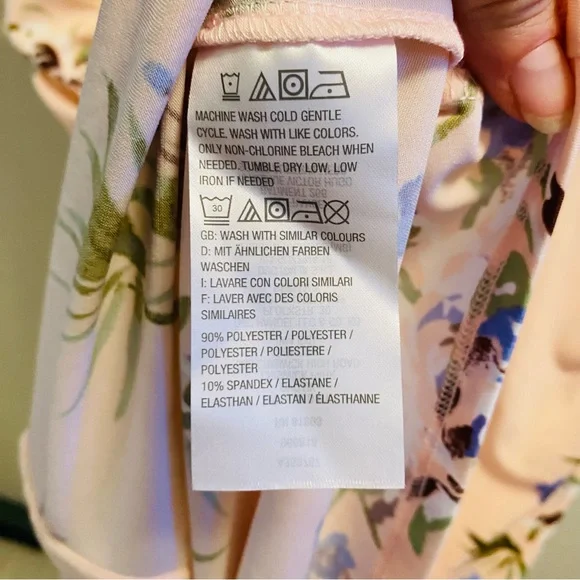 MACHINE WASH COLD GENTLE
CYCLE, WASH WITH LIKE COLORS.
ONLY NON-CHLORINE BLEACH WHEN
NEEDED. TUMBLE DRY LOW, LOW
IRON IF NEEDED
30
GB: WASH WITH SIMILAR COLOURS
D: MIT ÄHNLICHEN FARBEN
WASCHEN
I: LAVARE CON COLORI SIMILARI
F: LAVER AVEC DES COLORIS
SIMILAIRES
90% POLYESTER / POLYESTER /
POLYESTER / POLIESTERE /
POLYESTER
10% SPANDEX / ELASTANE /
ELASTHAN / ELASTAN / ÉLASTHANNE